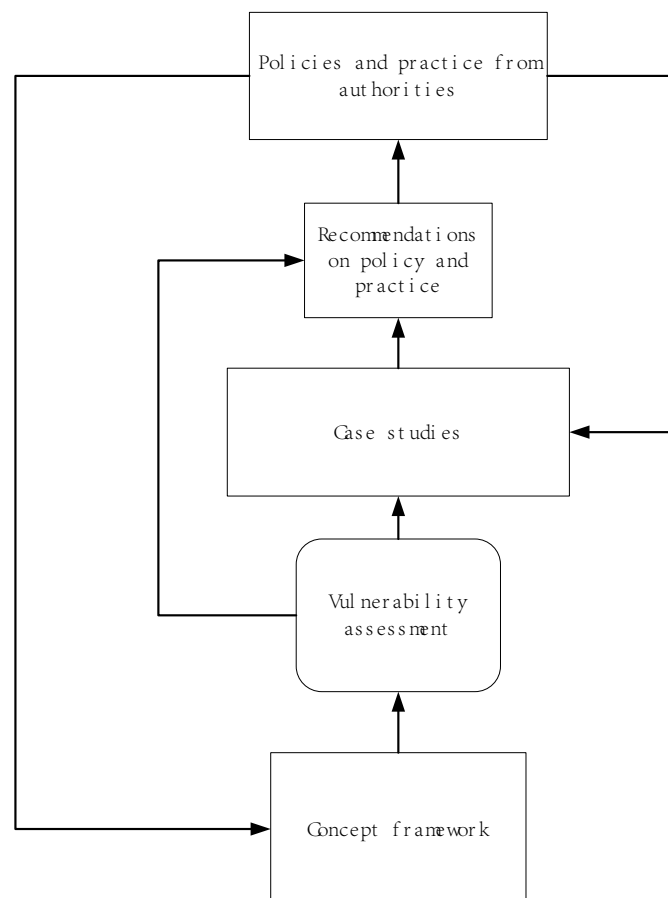 Policies and practice from
authorities
Recommendations
on policy and
practice
Case studies
Vulnerability
assessment
Concept framework